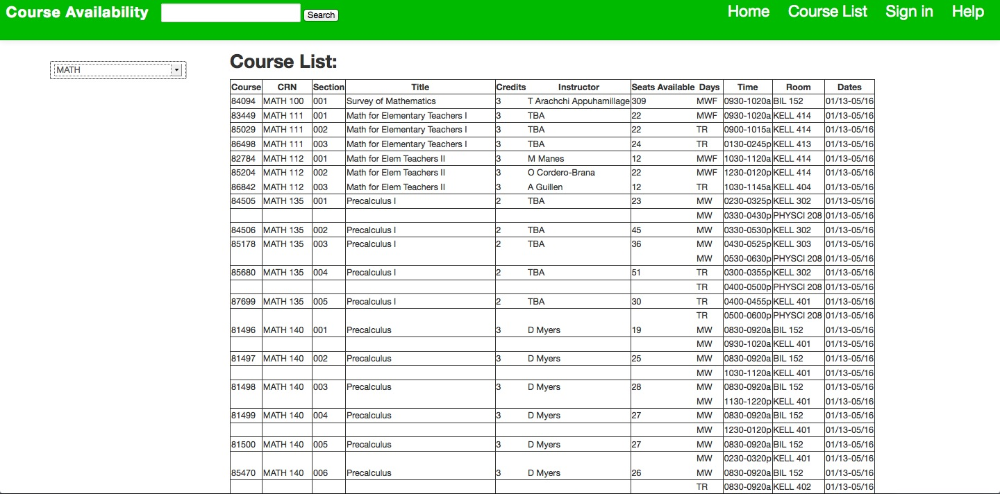 Course Availability Search Home Course List Sign in Help
MATH
Course List:
Course CRN Section Title Credits Instructor Seats Available Days Time Room Dates
84094 MATH 100 001 Survey of Mathematics 3 T Arachchi Appuhamillage 309 MWF 0930-1020a BIL 152 01/13-05/16
83449 MATH 111 001 Math for Elementary Teachers I 3 TBA 22 MWF 0930-1020a KELL 414 01/13-05/16
85029 MATH 111 002 Math for Elementary Teachers I 3 TBA 22 TR 0900-1015a KELL 414 01/13-05/16
86498 MATH 111 003 Math for Elementary Teachers I 3 TBA 24 TR 0130-0245p KELL 413 01/13-05/16
82784 MATH 112 001 Math for Elem Teachers II 3 M Manes 12 MWF 1030-1120a KELL 414 01/13-05/16
85204 MATH 112 002 Math for Elem Teachers II 3 O Cordero-Brana 22 MWF 1230-0120p KELL 414 01/13-05/16
86842 MATH 112 003 Math for Elem Teachers II 3 A Guillen 12 TR 1030-1145a KELL 404 01/13-05/16
84505 MATH 135 001 Precalculus I 2 TBA 23 MW 0230-0325p KELL 302 01/13-05/16
MW 0330-0430p PHYSCI 208 01/13-05/16
84506 MATH 135 002 Precalculus I 2 TBA 45 MW 0330-0530p KELL 302 01/13-05/16
85178 MATH 135 003 Precalculus I 2 TBA 36 MW 0430-0525p KELL 303 01/13-05/16
MW 0530-0630p PHYSCI 208 01/13-05/16
85680 MATH 135 004 Precalculus I 2 TBA 51 TR 0300-0355p KELL 302 01/13-05/16
TR 0400-0500p PHYSCI 208 01/13-05/16
87699 MATH 135 005 Precalculus I 2 TBA 30 TR 0400-0455p KELL 401 01/13-05/16
TR 0500-0600p PHYSCI 208 01/13-05/16
81496 MATH 140 001 Precalculus 3 D Myers 19 MW 0830-0920a BIL 152 01/13-05/16
MW 0930-1020a KELL 401 01/13-05/16
81497 MATH 140 002 Precalculus 3 D Myers 25 MW 0830-0920a BIL 152 01/13-05/16
MW 1030-1120a KELL 401 01/13-05/16
81498 MATH 140 003 Precalculus 3 D Myers 28 MW 0830-0920a BIL 152 01/13-05/16
MW 1130-1220p KELL 401 01/13-05/16
81499 MATH 140 004 Precalculus 3 D Myers 27 MW 0830-0920a BIL 152 01/13-05/16
MW 1230-0120p KELL 401 01/13-05/16
81500 MATH 140 005 Precalculus 3 D Myers 27 MW 0830-0920a BIL 152 01/13-05/16
MW 0230-0320p KELL 401 01/13-05/16
85470 MATH 140 006 Precalculus 3 D Myers 26 MW 0830-0920a BIL 152 01/13-05/16
TR 0830-0920a KELL 402 01/13-05/16